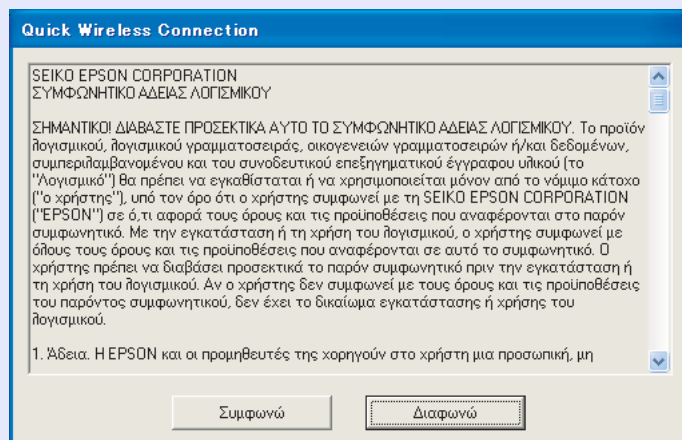 Quick Wireless Connection
SEIKO EPSON CORPORATION
ΣΥΜΦΩΝΗΤΙΚΟ ΑΔΕΙΑΣ ΛΟΓΙΣΜΙΚΟΥ
ΣΗΜΑΝΤΙΚΟ! ΔΙΑΒΑΣΤΕ ΠΡΟΣΕΚΤΙΚΑ ΑΥΤΟ ΤΟ ΣΥΜΦΩΝΗΤΙΚΟ ΑΔΕΙΑΣ ΛΟΓΙΣΜΙΚΟΥ. Το προϊόν
λογισμικού, λογισμικού γραμματοσειράς, οικογενειών γραμματοσειρών ή/και δεδομένων,
συμπεριλαμβανομένου και του συνοδευτικού επεξηγηματικού έγγραφου υλικού (το
"Λογισμικό") θα πρέπει να εγκαθίσταται ή να χρησιμοποιείται μόνον από το νόμιμο κάτοχο
("ο χρήστης"), υπό τον όρο ότι ο χρήστης συμφωνεί με τη SEIKO EPSON CORPORATION
("EPSON") σε ό,τι αφορά τους όρους και τις προϋποθέσεις που αναφέρονται στο παρόν
συμφωνητικό. Με την εγκατάσταση ή τη χρήση του λογισμικού, ο χρήστης συμφωνεί με
όλους τους όρους και τις προϋποθέσεις που αναφέρονται σε αυτό το συμφωνητικό. Ο
χρήστης πρέπει να διαβάσει προσεκτικά το παρόν συμφωνητικό πριν την εγκατάσταση ή
τη χρήση του λογισμικού. Αν ο χρήστης δεν συμφωνεί με τους όρους και τις προϋποθέσεις
του παρόντος συμφωνητικού, δεν έχει το δικαίωμα εγκατάστασης ή χρήσης του
λογισμικού.
1. Άδεια. Η EPSON και οι προμηθευτές της χορηγούν στο χρήστη μια προσωπική, μη
Συμφωνώ Διαφωνώ